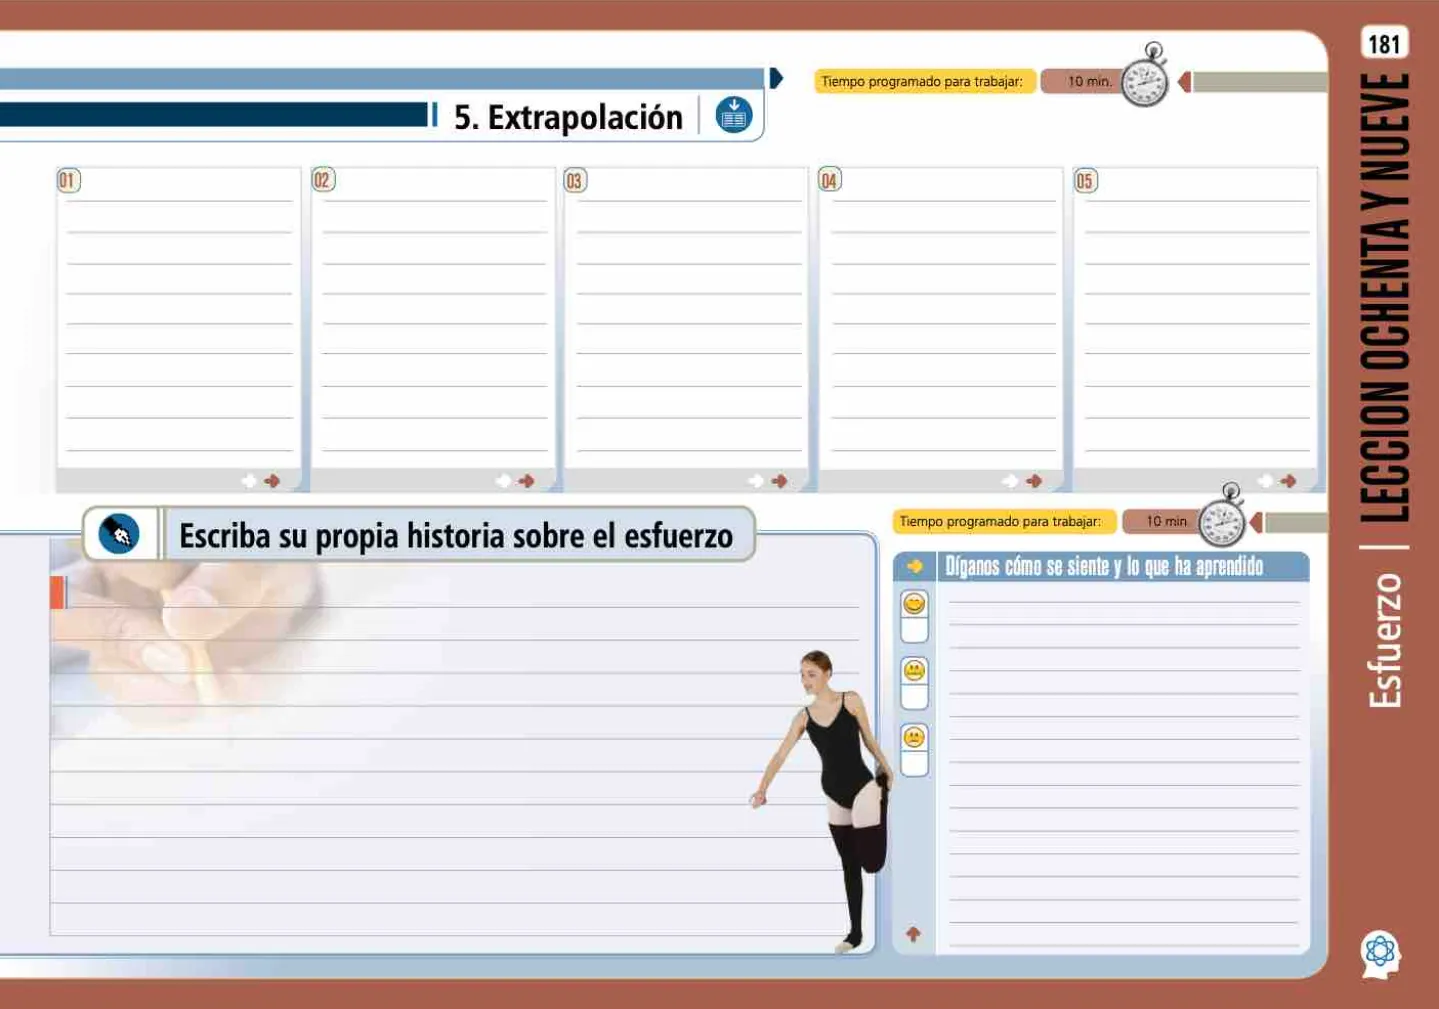 181
LECCION OCHENTA Y NUEVE
Esfuerzo
Tiempo programado para trabajar:
10 min.
5. Extrapolación
01
02
03
04
05
Escriba su propia historia sobre el esfuerzo
Tiempo programado para trabajar:
10 min.
Díganos cómo se siente y lo que ha aprendido